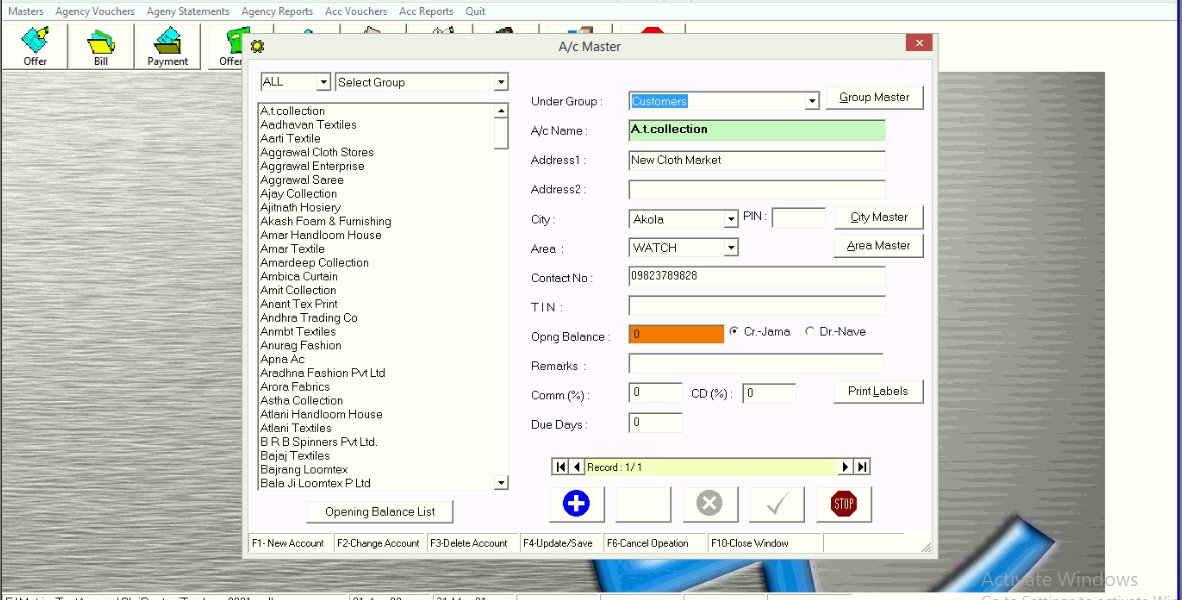 Masters Agency Vouchers Ageny Statements Agency Reports Acc Vouchers Acc Reports Quit
Offer Bill Payment
A/c Master
ALL Select Group
A.t.collection
Aadhavan Textiles
Aarti Textile
Aggrawal Cloth Stores
Aggrawal Enterprise
Aggrawal Saree
Ajay Collection
Ajitnath Hosiery
Akash Foam & Furnishing
Amar Handloom House
Amar Textile
Amardeep Collection
Ambica Curtain
Amit Collection
Anant Tex Print
Andhra Trading Co
Anmbt Textiles
Anurag Fashion
Apna Ac
Aradhna Fashion Pvt Ltd
Arora Fabrics
Astha Collection
Atlani Handloom House
Atlani Textiles
B R B Spinners Pvt Ltd.
Bajaj Textiles
Bajrang Loomtex
Bala Ji Loomtex P Ltd
Opening Balance List
Under Group : Customers Group Master
A/c Name : A.t.collection
Address1 : New Cloth Market
Address2 :
City : Akola PIN : City Master
Area : WATCH Area Master
Contact No : 09823789828
T I N :
Opng Balance : 0 Cr.-Jama Dr.-Nave
Remarks :
Comm.(%) : 0 CD (%) : 0 Print Labels
Due Days : 0
Record : 1/ 1
STOP
F1- New Account F2-Change Account F3-Delete Account F4-Update/Save F6-Cancel Opeation F10-Close Window
Activate Windows